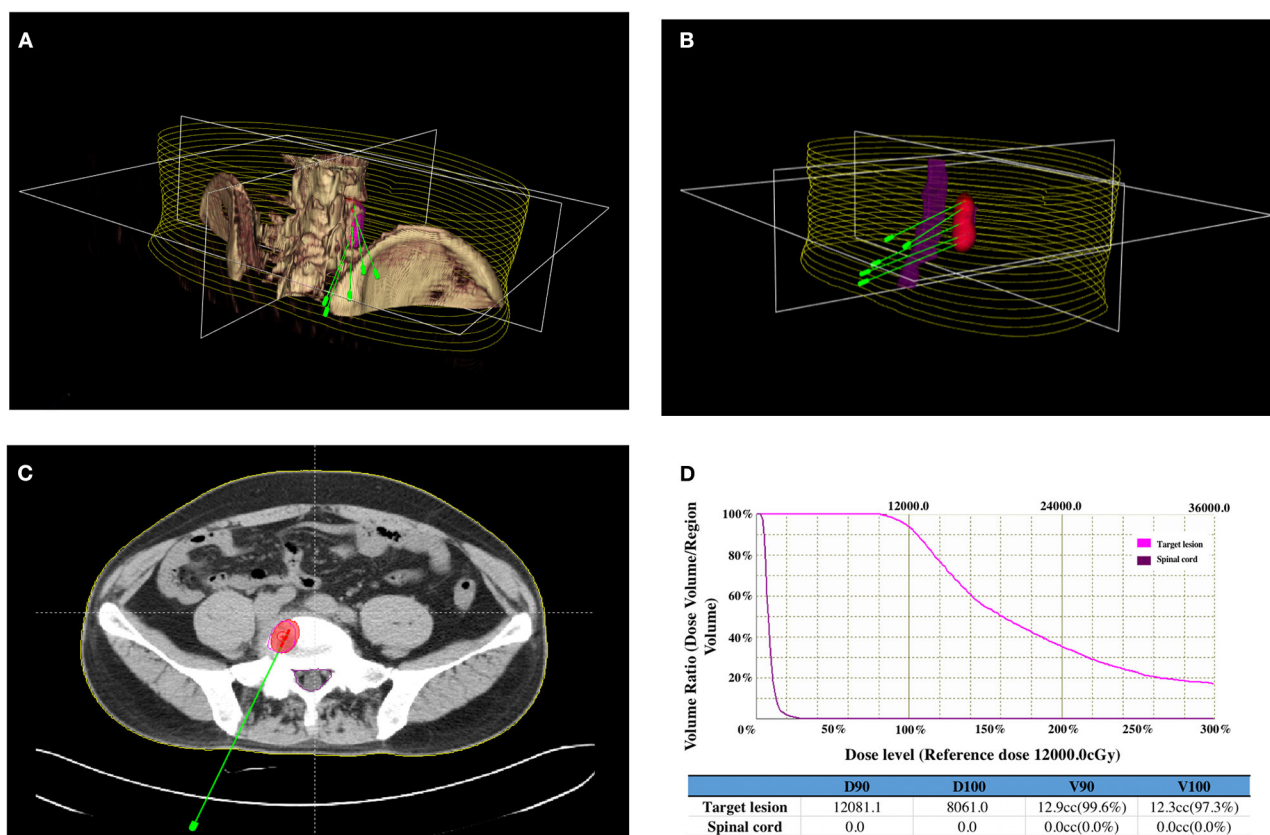 A
B
C
D
12000.0 24000.0 36000.0
100%
80%
60%
40%
20%
0% 50% 100% 150% 200% 250% 300%
Volume Ratio (Dose Volume/Region
Volume)
Target lesion
Spinal cord
Dose level (Reference dose 12000.0cGy)
D90 D100 V90 V100
Target lesion 12081.1 8061.0 12.9cc(99.6%) 12.3cc(97.3%)
Spinal cord 0.0 0.0 0.0cc(0.0%) 0.0cc(0.0%)